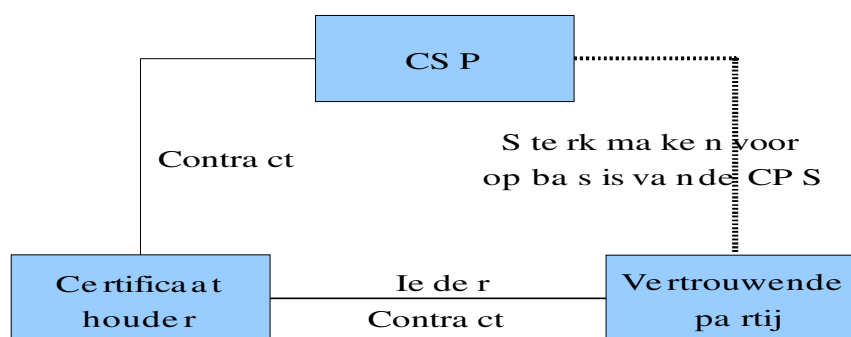 CSP
Contract
Sterk maken voor
op basis van de CPS
Certificaat
houder
Ieder
Contract
Vertrouwende
partij